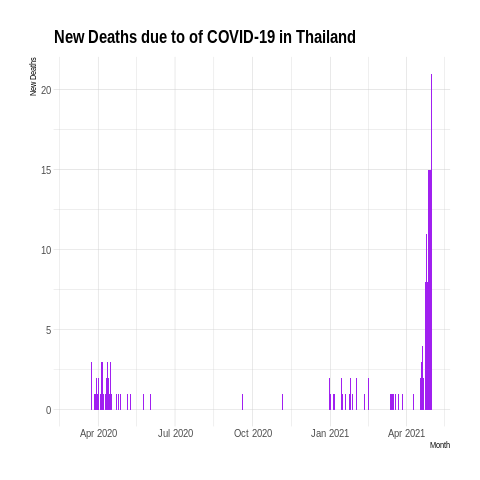 New Deaths due to of COVID-19 in Thailand
New Deaths
20
15
10
5
0
Apr 2020 Jul 2020 Oct 2020 Jan 2021 Apr 2021
Month